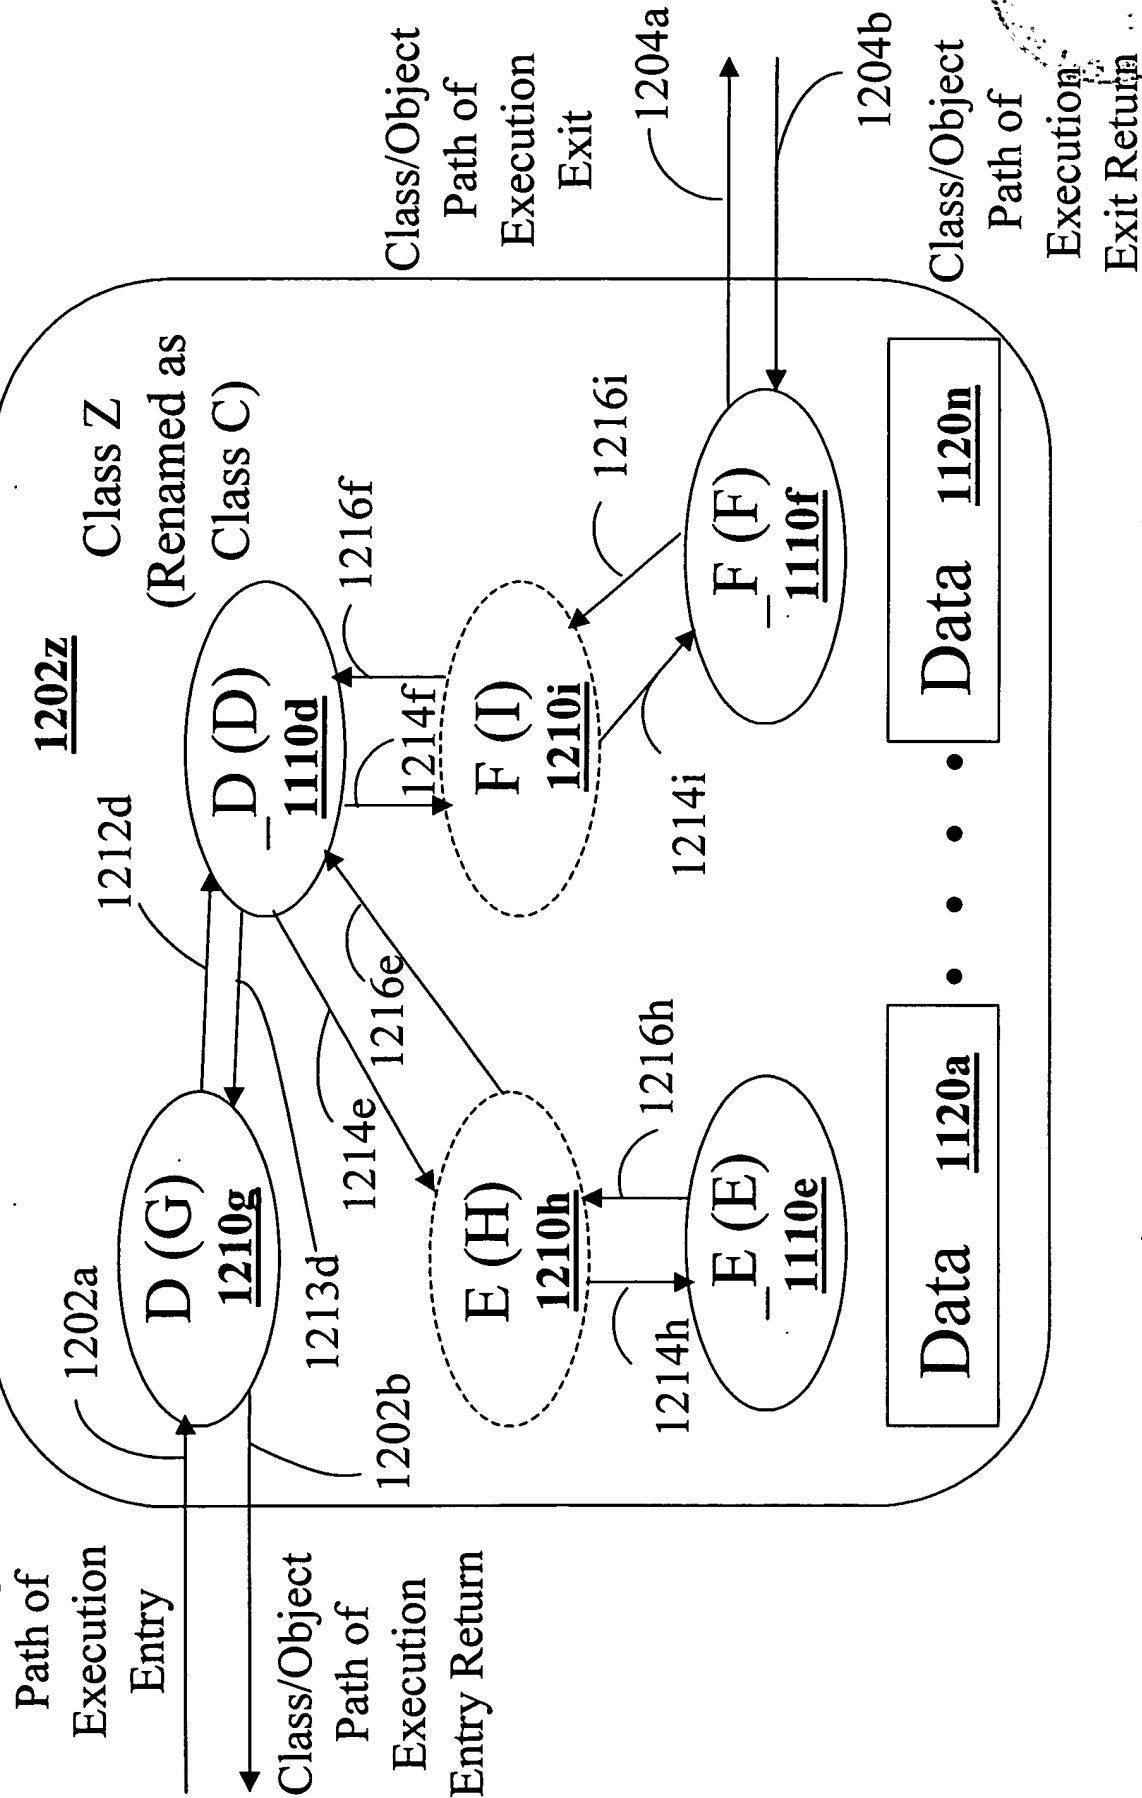 1202z
Class Z
(Renamed as
Class C)
Path of
Execution
Entry
1202a
D (G)
1210g
1212d
_D (D)
1110d
1213d
1202b
Class/Object
Path of
Execution
Entry Return
1214e
1216e
1214f
1216f
E (H)
1210h
F (I)
1210i
1214h
1216h
1214i
1216i
_E (E)
1110e
_F (F)
1110f
Class/Object
Path of
Execution
Exit
1204a
1204b
Class/Object
Path of
Execution
Exit Return
Data 1120a
Data 1120n